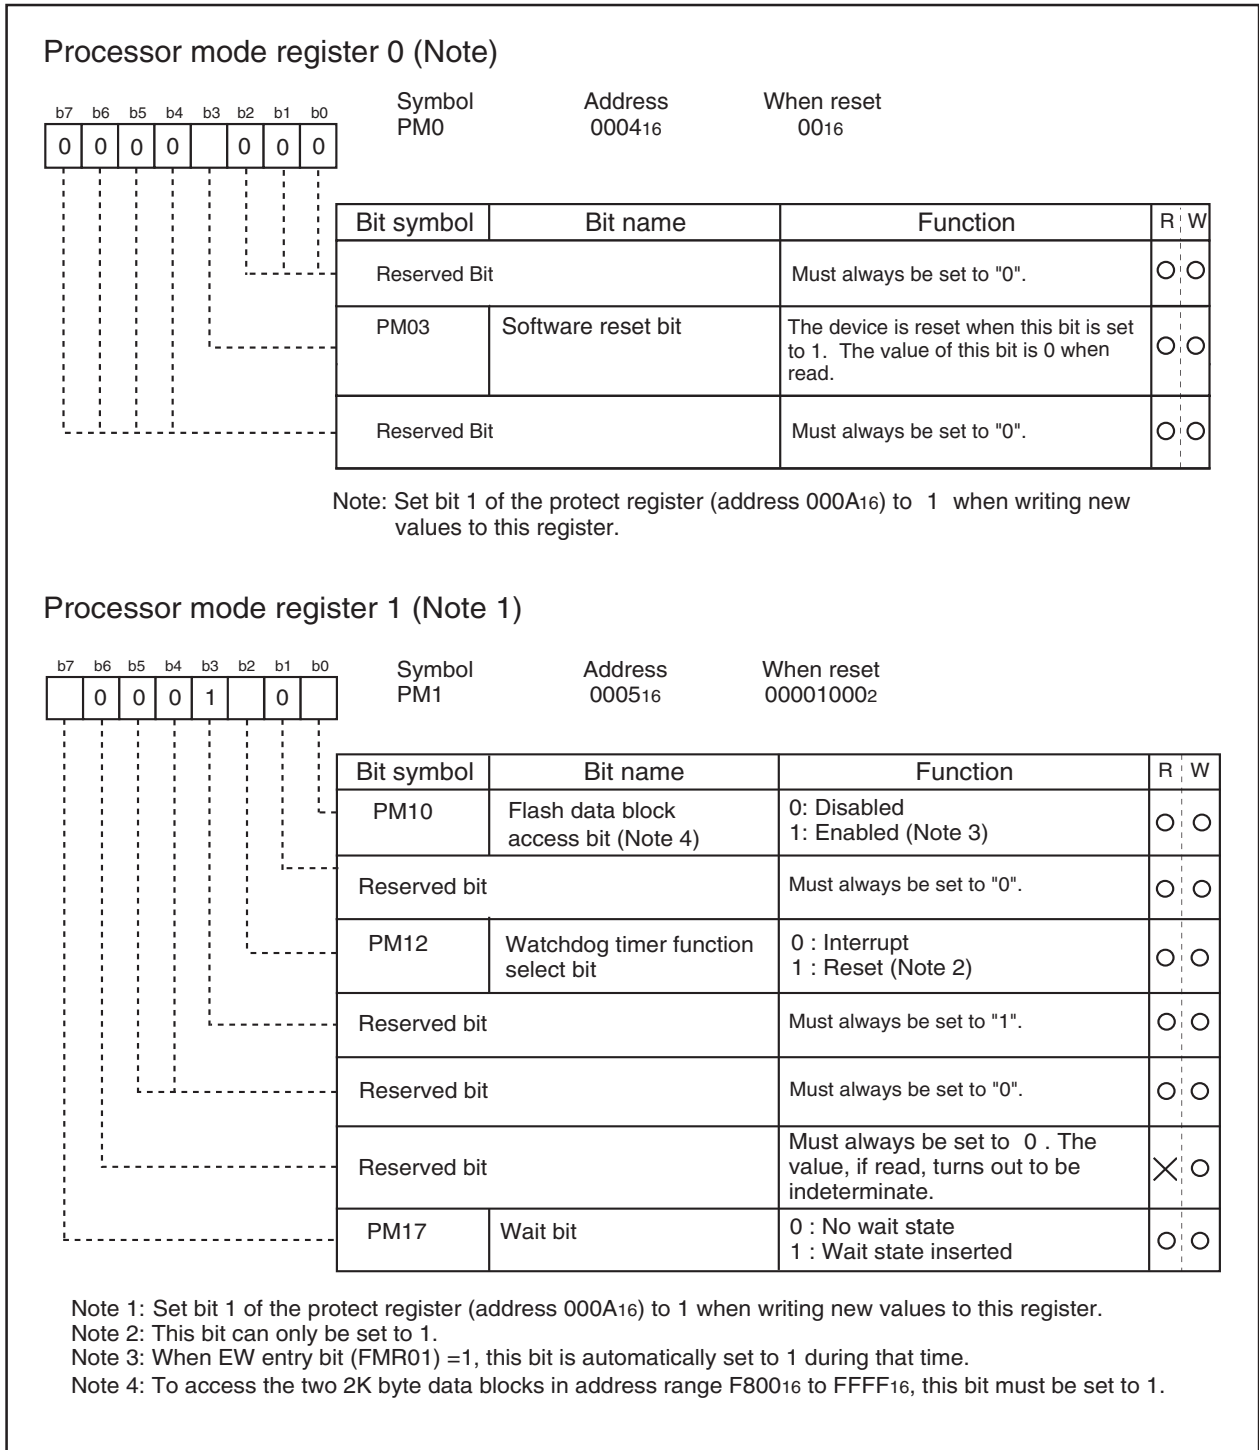 Processor mode register 0 (Note)
b7 b6 b5 b4 b3 b2 b1 b0
0 0 0 0 0 0 0
Symbol Address When reset
PM0 000416 0016
Bit symbol Bit name Function R W
Reserved Bit Must always be set to "0".
PM03 Software reset bit The device is reset when this bit is set
to 1. The value of this bit is 0 when
read.
Reserved Bit Must always be set to "0".
Note: Set bit 1 of the protect register (address 000A16) to 1 when writing new
values to this register.
Processor mode register 1 (Note 1)
b7 b6 b5 b4 b3 b2 b1 b0
0 0 0 1 0
Symbol Address When reset
PM1 000516 000010002
Bit symbol Bit name Function R W
PM10 Flash data block 0: Disabled
access bit (Note 4) 1: Enabled (Note 3)
Reserved bit Must always be set to "0".
PM12 Watchdog timer function 0 : Interrupt
select bit 1 : Reset (Note 2)
Reserved bit Must always be set to "1".
Reserved bit Must always be set to "0".
Reserved bit Must always be set to 0 . The
value, if read, turns out to be
indeterminate.
PM17 Wait bit 0 : No wait state
1 : Wait state inserted
Note 1: Set bit 1 of the protect register (address 000A16) to 1 when writing new values to this register.
Note 2: This bit can only be set to 1.
Note 3: When EW entry bit (FMR01) =1, this bit is automatically set to 1 during that time.
Note 4: To access the two 2K byte data blocks in address range F80016 to FFFF16, this bit must be set to 1.